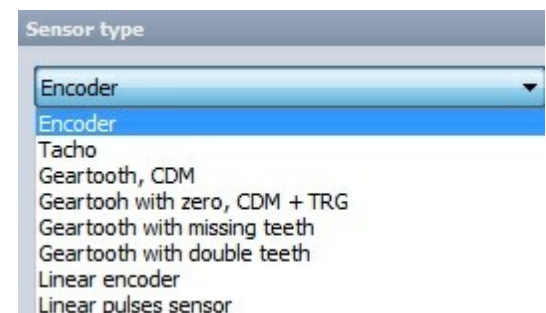 Sensor type
Encoder
Encoder
Tacho
Geartooth, CDM
Geartooh with zero, CDM + TRG
Geartooth with missing teeth
Geartooth with double teeth
Linear encoder
Linear pulses sensor